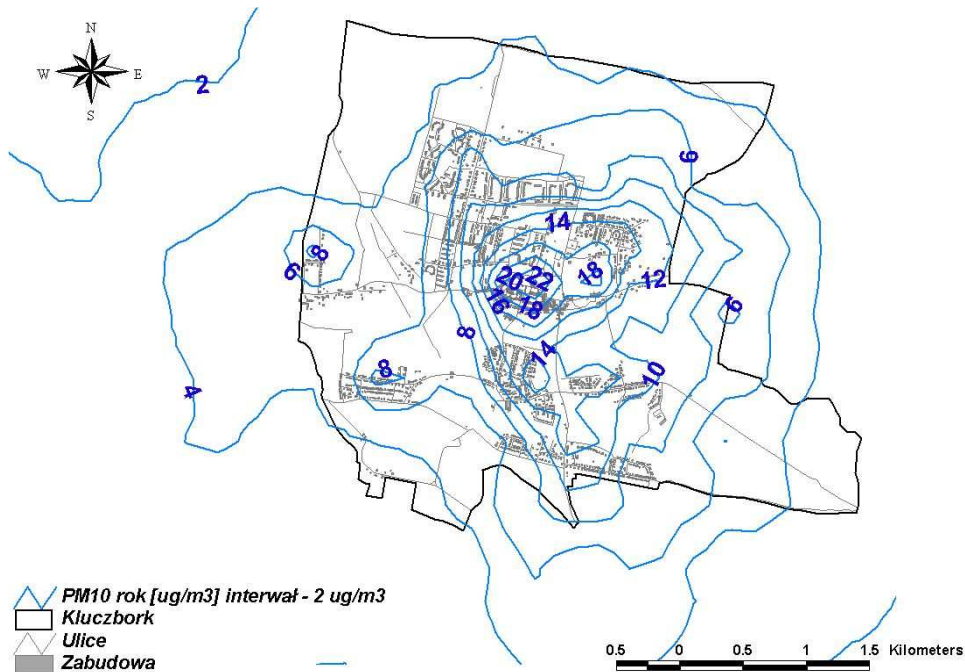 N
W E
S
2
6
14
8
6
20 22
18
12
16 18
6
8
14
8
10
4
PM10 rok [ug/m3] interwał - 2 ug/m3
Kluczbork
Ulice
Zabudowa
0.5 0 0.5 1 1.5 Kilometers